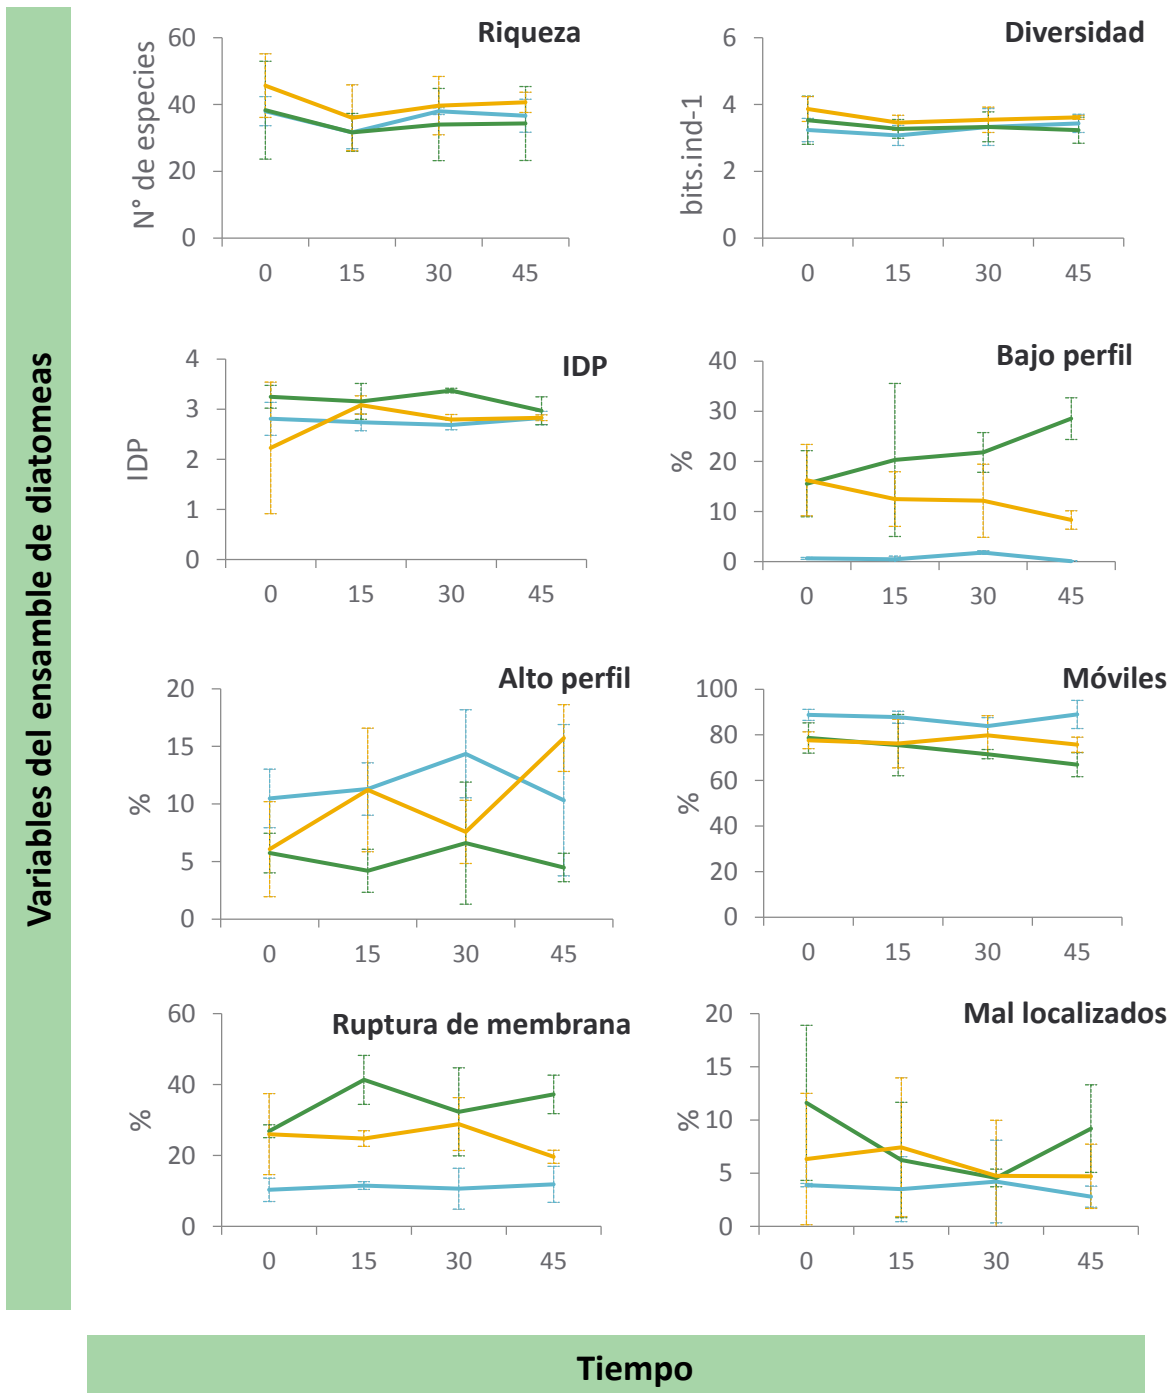 Variables del ensamble de diatomeas
Riqueza
N° de especies
60
40
20
0
0 15 30 45
Diversidad
bits.ind-1
6
4
2
0
0 15 30 45
IDP
IDP
4
3
2
1
0
0 15 30 45
Bajo perfil
%
40
30
20
10
0
0 15 30 45
Alto perfil
%
20
15
10
5
0
0 15 30 45
Móviles
%
100
80
60
40
20
0
0 15 30 45
Ruptura de membrana
%
60
40
20
0
0 15 30 45
Mal localizados
%
20
15
10
5
0
0 15 30 45
Tiempo